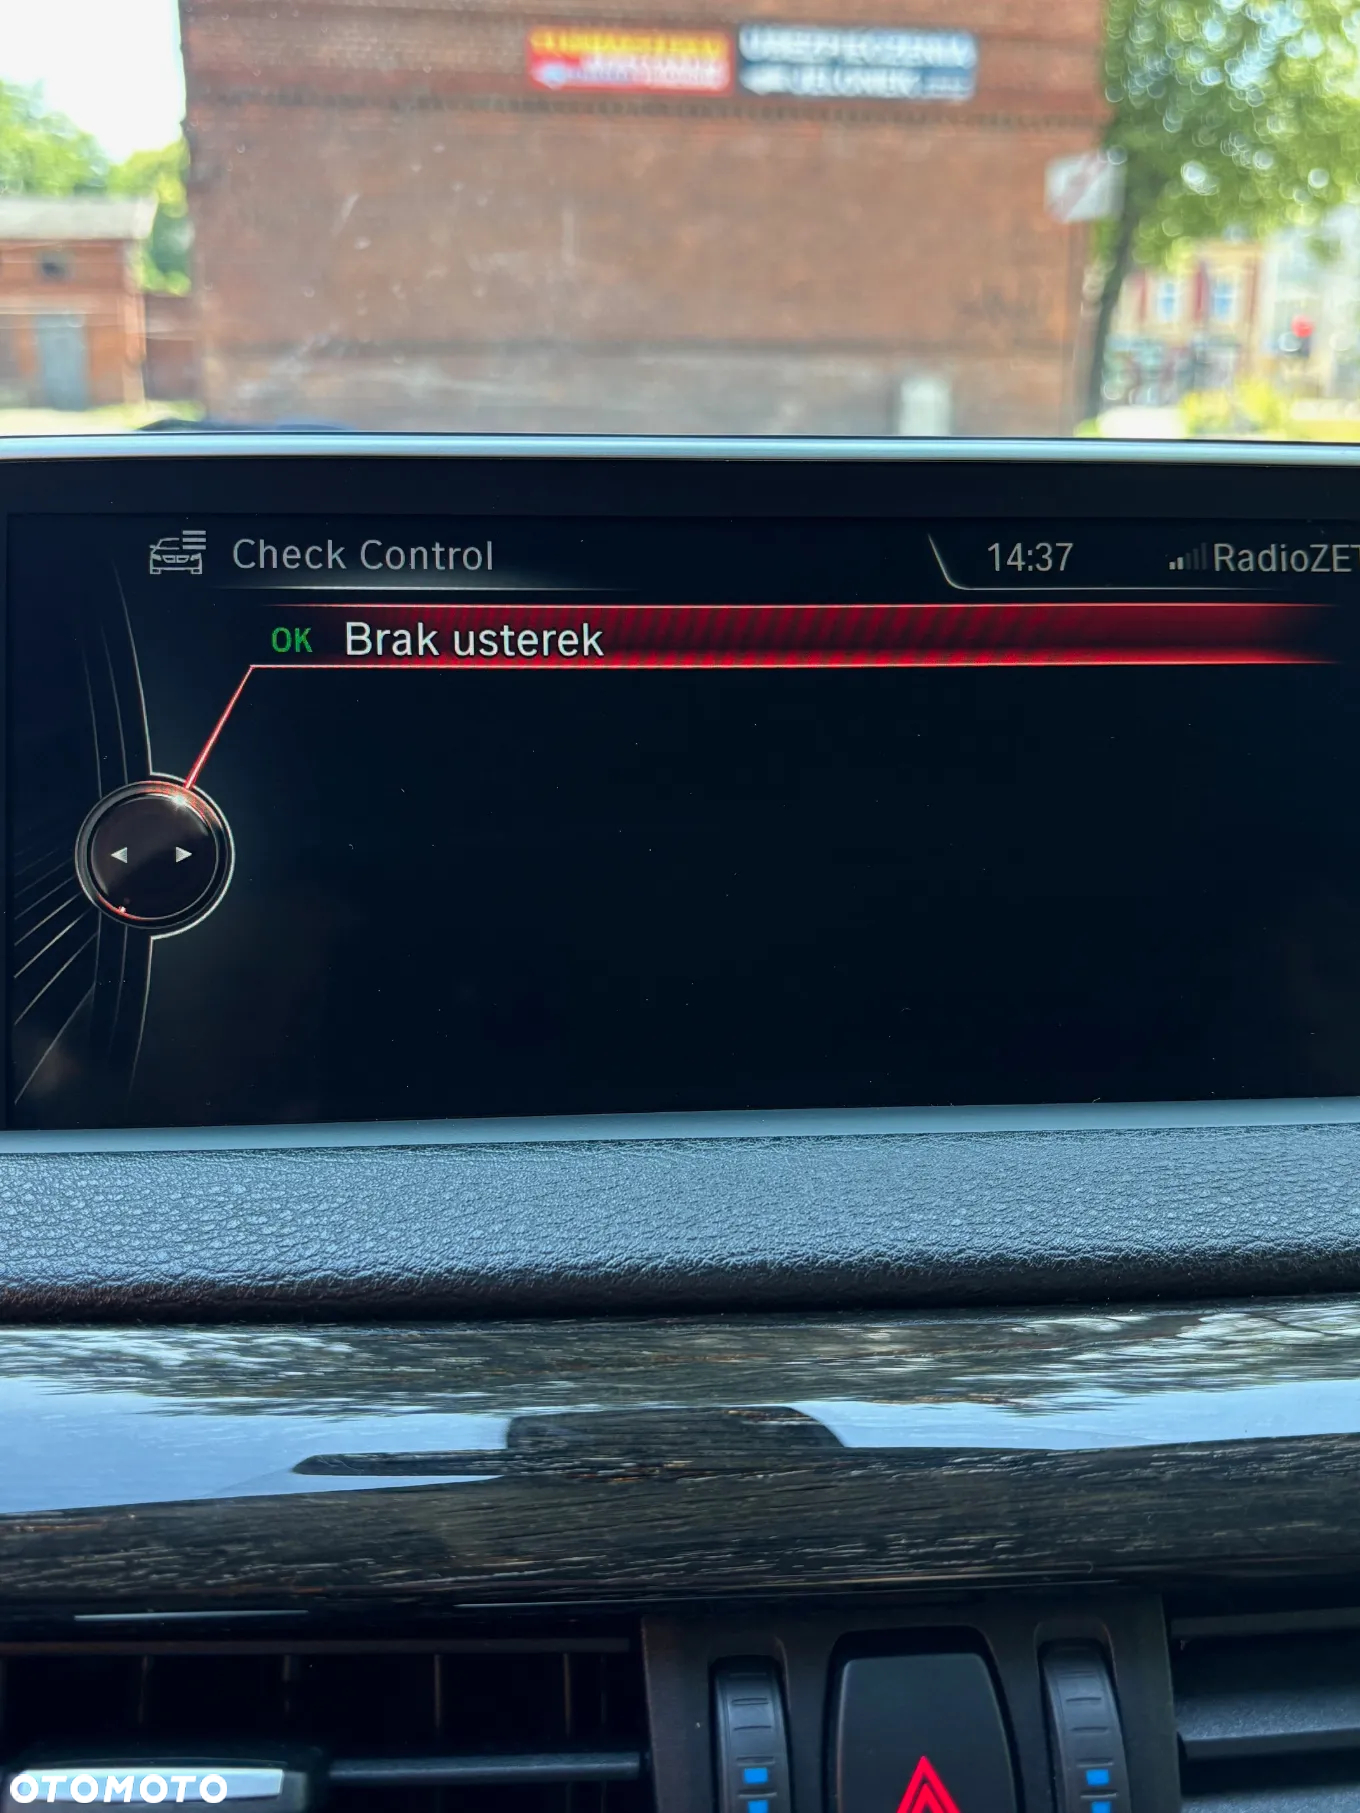 Check Control
14:37
RadioZET
OK Brak usterek
OTOMOTO